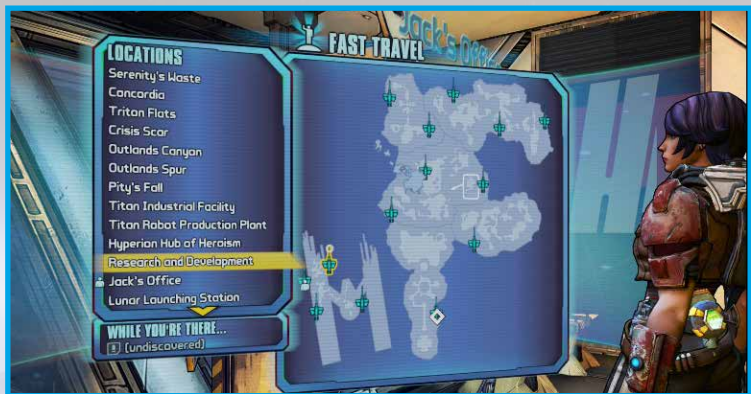 Jack's Office
FAST TRAVEL
LOCATIONS
Serenity's Waste
Concordia
Triton Flats
Crisis Scar
Outlands Canyon
Outlands Spur
Pity's Fall
Titan Industrial Facility
Titan Robot Production Plant
Hyperion Hub of Heroism
Research and Development
Jack's Office
Lunar Launching Station
WHILE YOU'RE THERE...
(undiscovered)